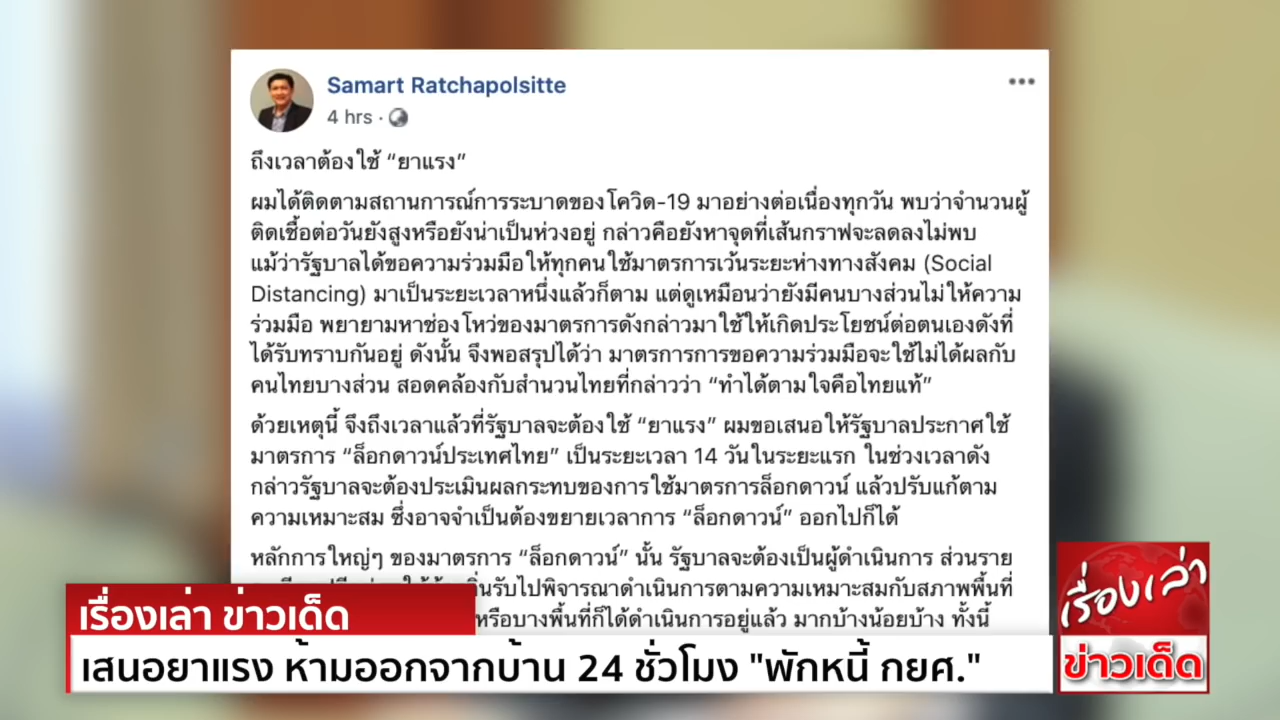 Samart Ratchapolsitte
4 hrs ·
ถึงเวลาต้องใช้ “ยาแรง”
ผมได้ติดตามสถานการณ์การระบาดของโควิด-19 มาอย่างต่อเนื่องทุกวัน พบว่าจำนวนผู้
ติดเชื้อต่อวันยังสูงหรือยังน่าเป็นห่วงอยู่ กล่าวคือยังหาจุดที่เส้นกราฟจะลดลงไม่พบ
แม้ว่ารัฐบาลได้ขอความร่วมมือให้ทุกคนใช้มาตรการเว้นระยะห่างทางสังคม (Social
Distancing) มาเป็นระยะเวลาหนึ่งแล้วก็ตาม แต่ดูเหมือนว่ายังมีคนบางส่วนไม่ให้ความ
ร่วมมือ พยายามหาช่องโหว่ของมาตรการดังกล่าวมาใช้ให้เกิดประโยชน์ต่อตนเองดังที่
ได้รับทราบกันอยู่ ดังนั้น จึงพอสรุปได้ว่า มาตรการการขอความร่วมมือจะใช้ไม่ได้ผลกับ
คนไทยบางส่วน สอดคล้องกับสำนวนไทยที่กล่าวว่า “ทำได้ตามใจคือไทยแท้”
ด้วยเหตุนี้ จึงถึงเวลาแล้วที่รัฐบาลจะต้องใช้ “ยาแรง” ผมขอเสนอให้รัฐบาลประกาศใช้
มาตรการ “ล็อกดาวน์ประเทศไทย” เป็นระยะเวลา 14 วันในระยะแรก ในช่วงเวลาดัง
กล่าวรัฐบาลจะต้องประเมินผลกระทบของการใช้มาตรการล็อกดาวน์ แล้วปรับแก้ตาม
ความเหมาะสม ซึ่งอาจจำเป็นต้องขยายเวลาการ “ล็อกดาวน์” ออกไปก็ได้
หลักการใหญ่ๆ ของมาตรการ “ล็อกดาวน์” นั้น รัฐบาลจะต้องเป็นผู้ดำเนินการ ส่วนราย
รับไปพิจารณาดำเนินการตามความเหมาะสมกับสภาพพื้นที่
หรือบางพื้นที่ก็ได้ดำเนินการอยู่แล้ว มากบ้างน้อยบ้าง ทั้งนี้
เรื่องเล่า ข่าวเด็ด
เสนอยาแรง ห้ามออกจากบ้าน 24 ชั่วโมง "พักหนี้ กยศ."
เรื่องเล่า
ข่าวเด็ด